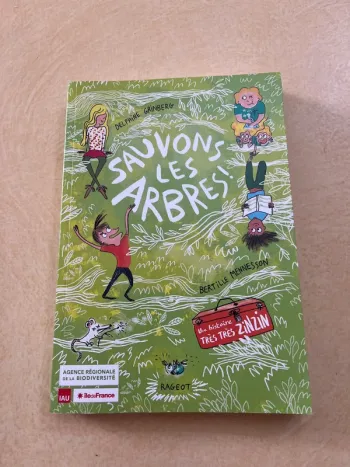 DELPHINE GRINBERG
SAUVONS
LES
ARBRES!
BERTILLE MENNESSON
Une histoire
TRÈS TRÈS ZINZIN
AGENCE RÉGIONALE
DE LA BIODIVERSITÉ
IAU
îledeFrance
RAGEOT